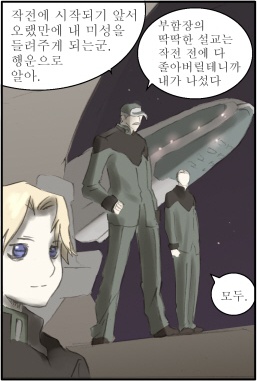 작전에 시작되기 앞서
오랬만에 내 미성을
들려주게 되는군.
행운으로
알아.
부함장의
딱딱한 설교는
작전 전에 다
졸아버릴테니까
내가 나섰다
모두.